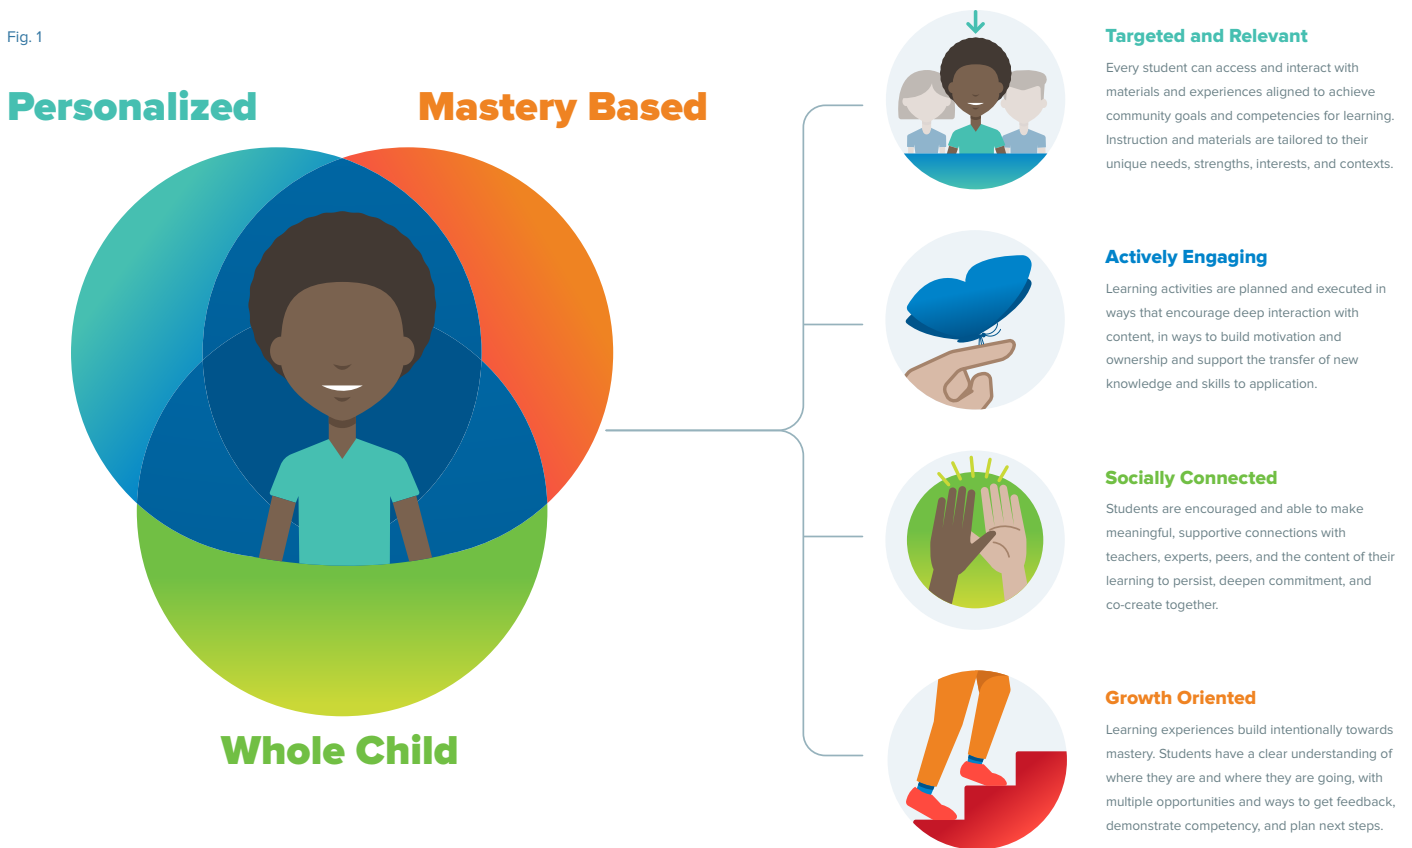 Fig. 1
Personalized
Mastery Based
Whole Child
Targeted and Relevant
Every student can access and interact with
materials and experiences aligned to achieve
community goals and competencies for learning.
Instruction and materials are tailored to their
unique needs, strengths, interests, and contexts.
Actively Engaging
Learning activities are planned and executed in
ways that encourage deep interaction with
content, in ways to build motivation and
ownership and support the transfer of new
knowledge and skills to application.
Socially Connected
Students are encouraged and able to make
meaningful, supportive connections with
teachers, experts, peers, and the content of their
learning to persist, deepen commitment, and
co-create together.
Growth Oriented
Learning experiences build intentionally towards
mastery. Students have a clear understanding of
where they are and where they are going, with
multiple opportunities and ways to get feedback,
demonstrate competency, and plan next steps.